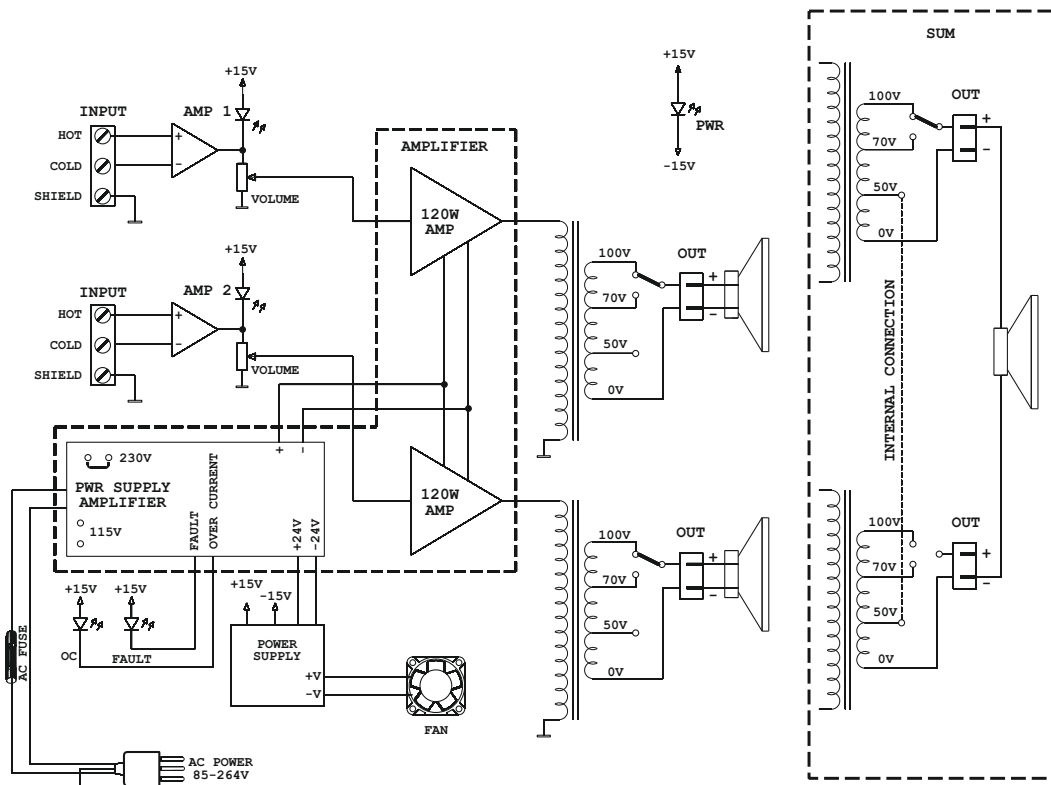 SUM
+15V
+15V
INPUT
AMP 1
HOT
+
COLD
-
SHIELD
VOLUME
AMPLIFIER
120W
AMP
PWR
-15V
100V
OUT
+
70V
-
50V
0V
+15V
INPUT
AMP 2
HOT
+
COLD
-
SHIELD
VOLUME
100V
OUT
+
70V
-
50V
0V
INTERNAL CONNECTION
+ -
230V
PWR SUPPLY
AMPLIFIER
115V
FAULT
OVER CURRENT
+24V
-24V
120W
AMP
100V
OUT
+
70V
-
50V
0V
100V
OUT
+
70V
-
50V
0V
+15V
+15V
OC
FAULT
+15V
-15V
POWER
SUPPLY
+V
-V
FAN
AC FUSE
AC POWER
85-264V